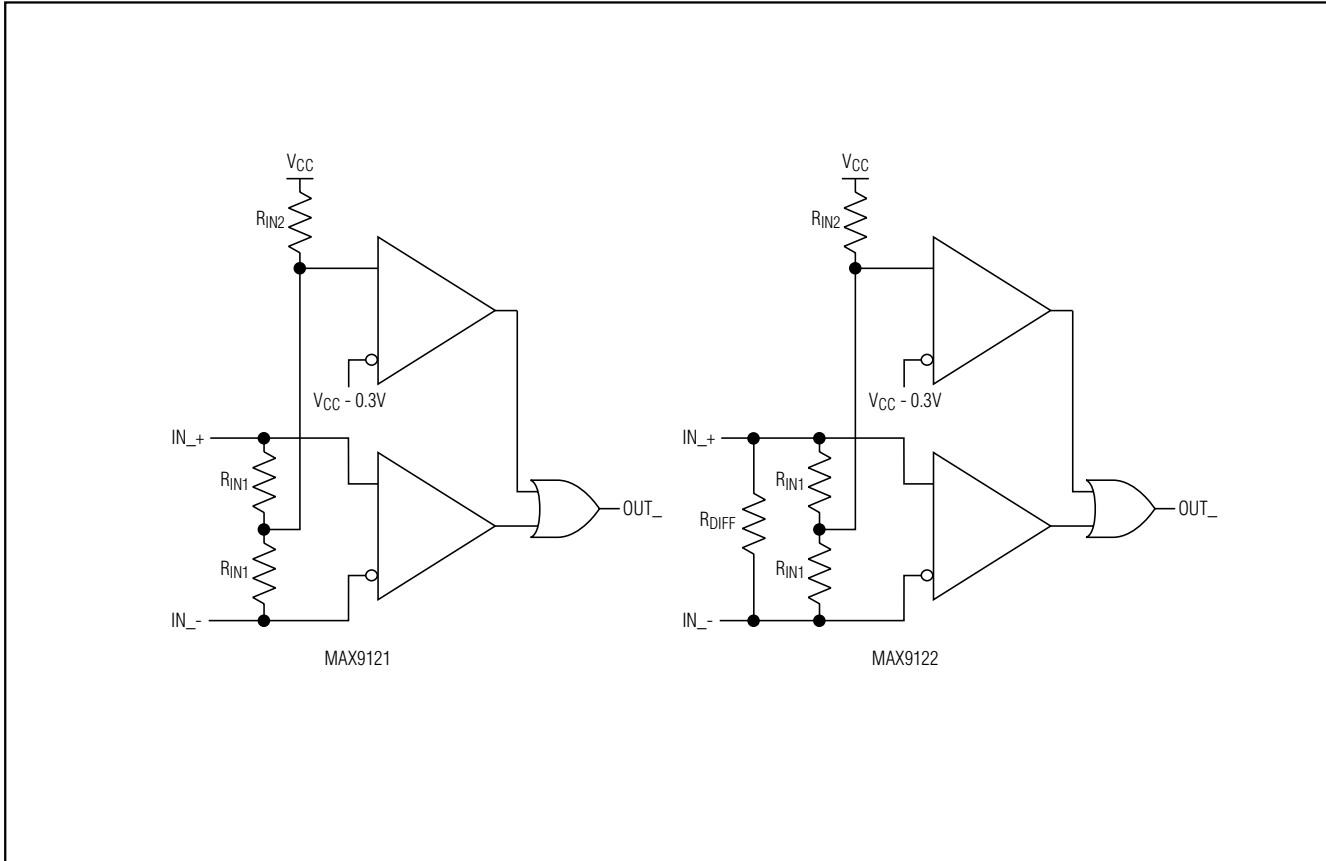 VCC
RIN2
VCC - 0.3V
IN_+
RIN1
RIN1
IN_-
OUT_
MAX9121
VCC
RIN2
VCC - 0.3V
IN_+
RDIFF
RIN1
RIN1
IN_-
OUT_
MAX9122